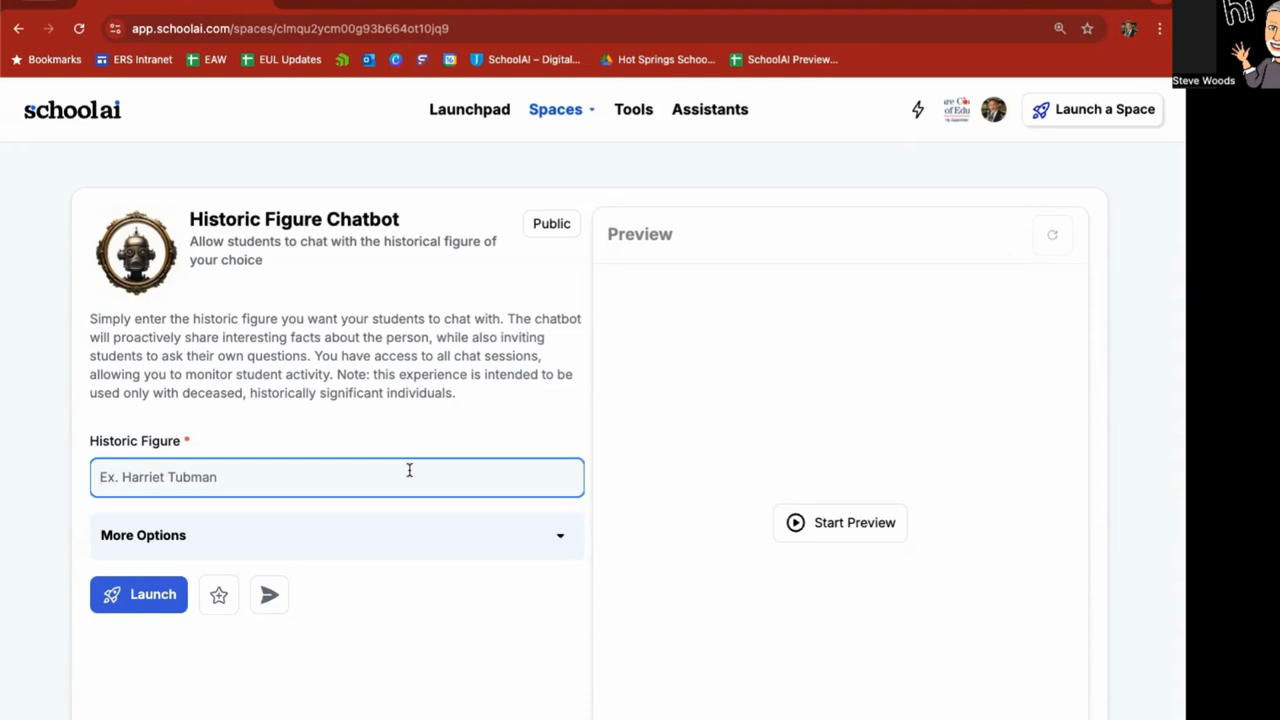 app.schoolai.com/spaces/clmqu2ycm00g93b664ot10jq9
hi
Bookmarks ERS Intranet EAW EUL Updates SchoolAI – Digital... Hot Springs Schoo... SchoolAI Preview...
Steve Woods
school ai Launchpad Spaces Tools Assistants Launch a Space
Historic Figure Chatbot
Public
Allow students to chat with the historical figure of
your choice
Preview
Simply enter the historic figure you want your students to chat with. The chatbot
will proactively share interesting facts about the person, while also inviting
students to ask their own questions. You have access to all chat sessions,
allowing you to monitor student activity. Note: this experience is intended to be
used only with deceased, historically significant individuals.
Historic Figure *
Ex. Harriet Tubman
Start Preview
More Options
Launch